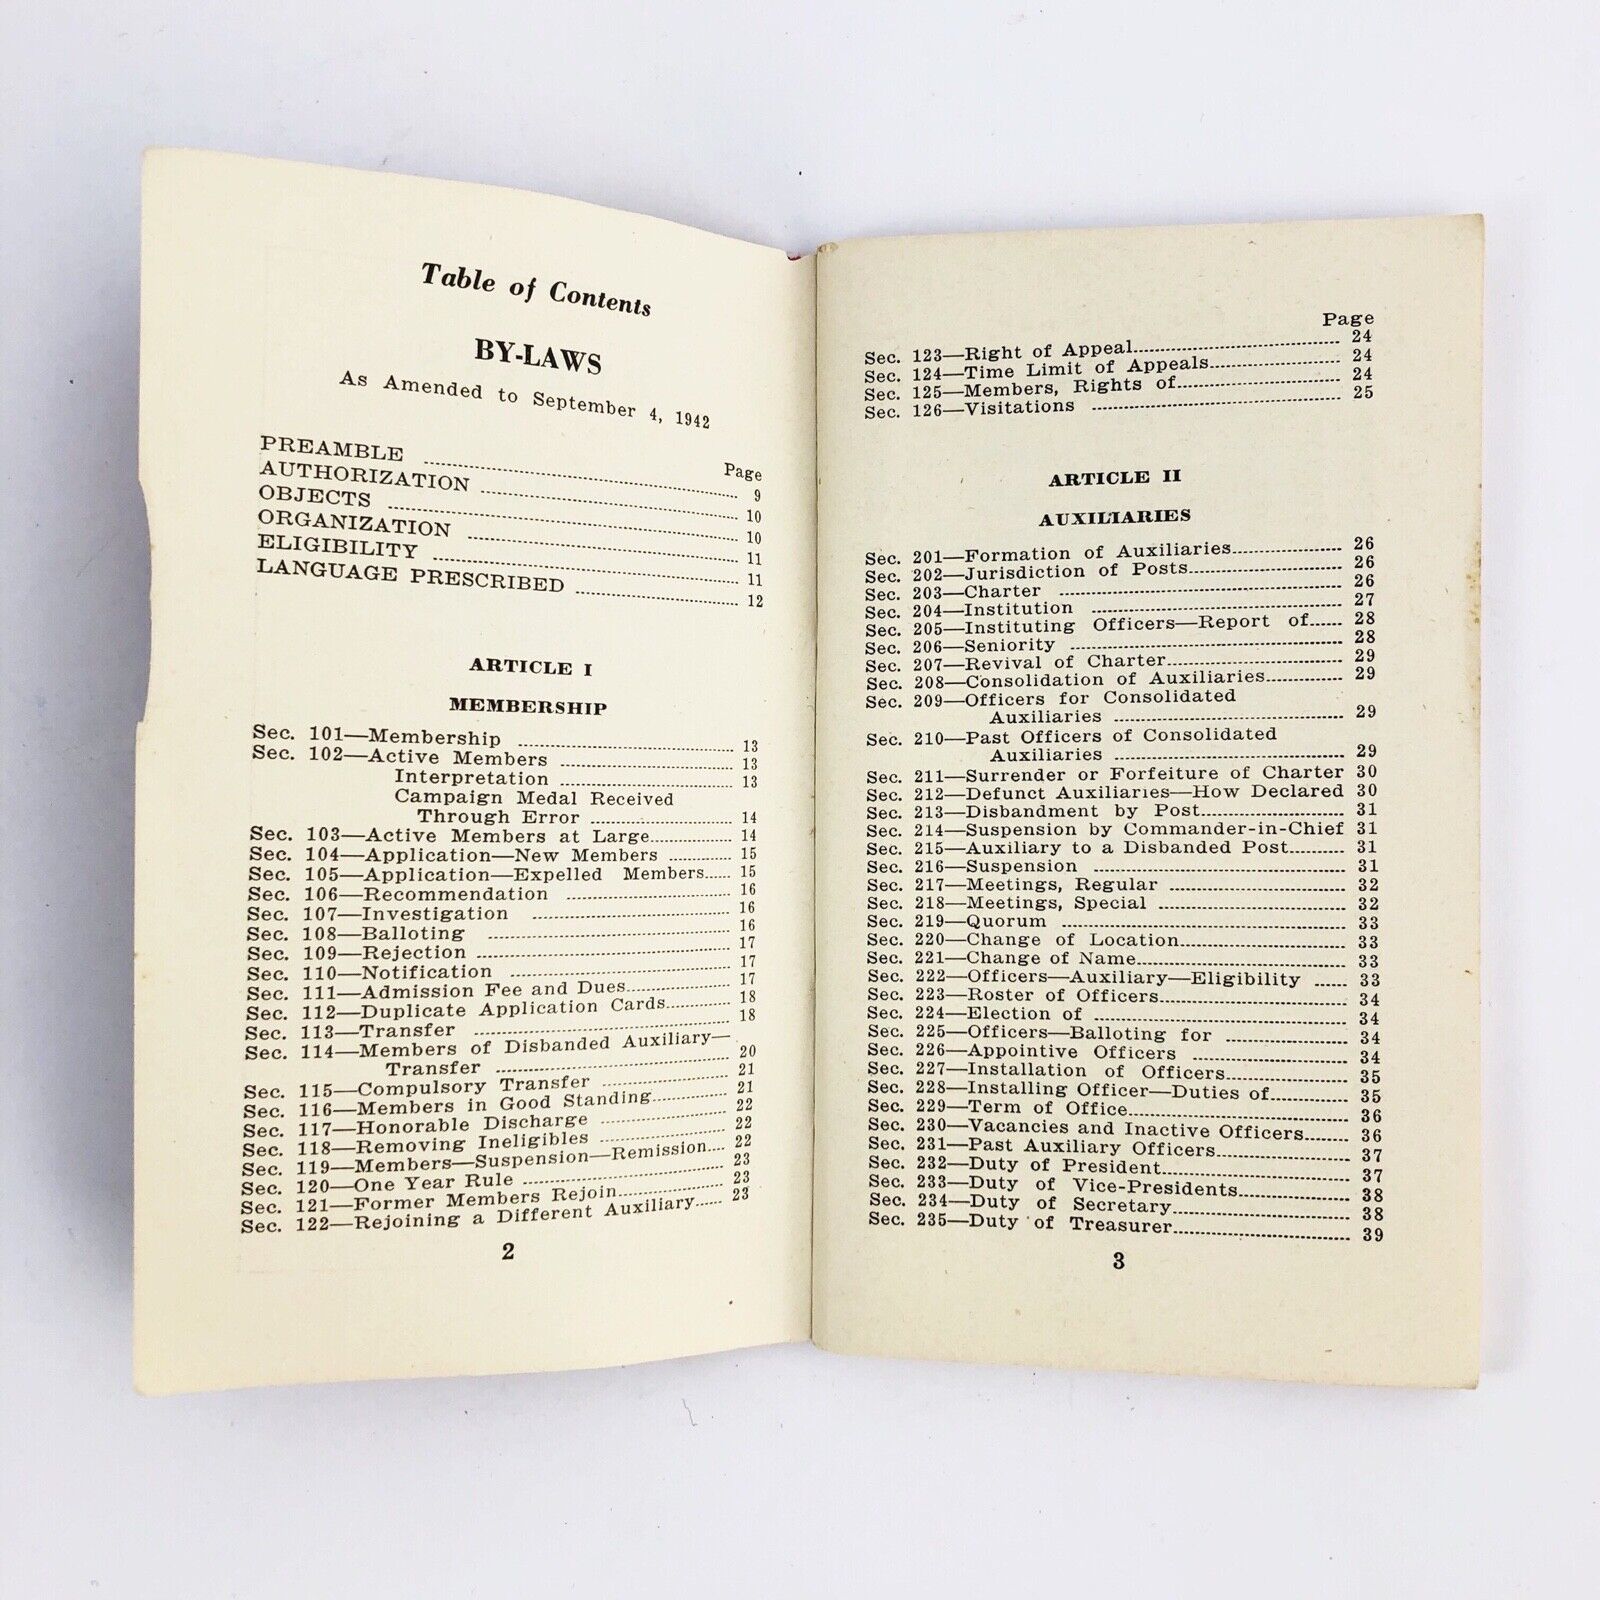 Table of Contents
BY-LAWS
As Amended to September 4, 1942
Page
PREAMBLE ........ 9
AUTHORIZATION ........ 10
OBJECTS ........ 10
ORGANIZATION ........ 11
ELIGIBILITY ........ 11
LANGUAGE PRESCRIBED ........ 12
ARTICLE I
MEMBERSHIP
Sec. 101—Membership ........ 13
Sec. 102—Active Members ........ 13
Interpretation ........ 13
Campaign Medal Received
Through Error ........ 14
Sec. 103—Active Members at Large ........ 14
Sec. 104—Application—New Members ........ 15
Sec. 105—Application—Expelled Members ........ 15
Sec. 106—Recommendation ........ 16
Sec. 107—Investigation ........ 16
Sec. 108—Balloting ........ 16
Sec. 109—Rejection ........ 17
Sec. 110—Notification ........ 17
Sec. 111—Admission Fee and Dues ........ 17
Sec. 112—Duplicate Application Cards ........ 18
Sec. 113—Transfer ........ 18
Sec. 114—Members of Disbanded Auxiliary—
Transfer ........ 20
Sec. 115—Compulsory Transfer ........ 21
Sec. 116—Members in Good Standing ........ 21
Sec. 117—Honorable Discharge ........ 22
Sec. 118—Removing Ineligibles ........ 22
Sec. 119—Members—Suspension—Remission ........ 22
Sec. 120—One Year Rule ........ 23
Sec. 121—Former Members Rejoin ........ 23
Sec. 122—Rejoining a Different Auxiliary ........ 23
2
Page
Sec. 123—Right of Appeal ........ 24
Sec. 124—Time Limit of Appeals ........ 24
Sec. 125—Members, Rights of ........ 24
Sec. 126—Visitations ........ 25
ARTICLE II
AUXILIARIES
Sec. 201—Formation of Auxiliaries ........ 26
Sec. 202—Jurisdiction of Posts ........ 26
Sec. 203—Charter ........ 26
Sec. 204—Institution ........ 27
Sec. 205—Instituting Officers—Report of ........ 28
Sec. 206—Seniority ........ 28
Sec. 207—Revival of Charter ........ 29
Sec. 208—Consolidation of Auxiliaries ........ 29
Sec. 209—Officers for Consolidated
Auxiliaries ........ 29
Sec. 210—Past Officers of Consolidated
Auxiliaries ........ 29
Sec. 211—Surrender or Forfeiture of Charter 30
Sec. 212—Defunct Auxiliaries—How Declared 30
Sec. 213—Disbandment by Post ........ 31
Sec. 214—Suspension by Commander-in-Chief 31
Sec. 215—Auxiliary to a Disbanded Post ........ 31
Sec. 216—Suspension ........ 31
Sec. 217—Meetings, Regular ........ 32
Sec. 218—Meetings, Special ........ 32
Sec. 219—Quorum ........ 33
Sec. 220—Change of Location ........ 33
Sec. 221—Change of Name ........ 33
Sec. 222—Officers—Auxiliary—Eligibility ........ 33
Sec. 223—Roster of Officers ........ 34
Sec. 224—Election of ........ 34
Sec. 225—Officers—Balloting for ........ 34
Sec. 226—Appointive Officers ........ 34
Sec. 227—Installation of Officers ........ 35
Sec. 228—Installing Officer—Duties of ........ 35
Sec. 229—Term of Office ........ 36
Sec. 230—Vacancies and Inactive Officers ........ 36
Sec. 231—Past Auxiliary Officers ........ 37
Sec. 232—Duty of President ........ 37
Sec. 233—Duty of Vice-Presidents ........ 38
Sec. 234—Duty of Secretary ........ 38
Sec. 235—Duty of Treasurer ........ 39
3